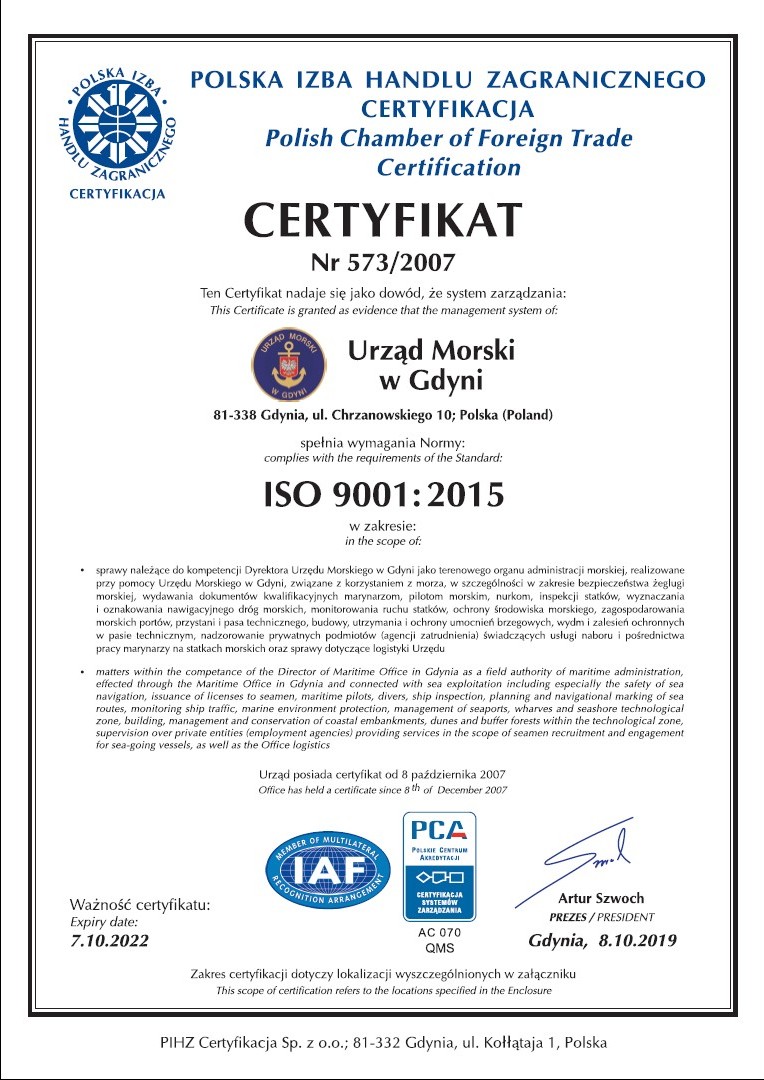 POLSKA IZBA
HANDLU ZAGRANICZNEGO
CERTYFIKACJA
POLSKA IZBA HANDLU ZAGRANICZNEGO
CERTYFIKACJA
Polish Chamber of Foreign Trade
Certification
CERTYFIKAT
Nr 573/2007
Ten Certyfikat nadaje się jako dowód, że system zarządzania:
This Certificate is granted as evidence that the management system of:
URZĄD MORSKI
W GDYNI
Urząd Morski
w Gdyni
81-338 Gdynia, ul. Chrzanowskiego 10; Polska (Poland)
spełnia wymagania Normy:
complies with the requirements of the Standard:
ISO 9001:2015
w zakresie:
in the scope of:
• sprawy należące do kompetencji Dyrektora Urzędu Morskiego w Gdyni jako terenowego organu administracji morskiej, realizowane
przy pomocy Urzędu Morskiego w Gdyni, związane z korzystaniem z morza, w szczególności w zakresie bezpieczeństwa żeglugi
morskiej, wydawania dokumentów kwalifikacyjnych marynarzom, pilotom morskim, nurkom, inspekcji statków, wyznaczania
i oznakowania nawigacyjnego dróg morskich, monitorowania ruchu statków, ochrony środowiska morskiego, zagospodarowania
morskich portów, przystani i pasa technicznego, budowy, utrzymania i ochrony umocnień brzegowych, wydm i zalesień ochronnych
w pasie technicznym, nadzorowanie prywatnych podmiotów (agencji zatrudnienia) świadczących usługi naboru i pośrednictwa
pracy marynarzy na statkach morskich oraz sprawy dotyczące logistyki Urzędu
• matters within the competence of the Director of Maritime Office in Gdynia as a field authority of maritime administration,
effected through the Maritime Office in Gdynia and connected with sea exploitation including especially the safety of sea
navigation, issuance of licenses to seamen, maritime pilots, divers, ship inspection, planning and navigational marking of sea
routes, monitoring ship traffic, marine environment protection, management of seaports, wharves and seashore technological
zone, building, management and conservation of coastal embankments, dunes and buffer forests within the technological zone,
supervision over private entities (employment agencies) providing services in the scope of seamen recruitment and engagement
for sea-going vessels, as well as the Office logistics
Urząd posiada certyfikat od 8 października 2007
Office has held a certificate since 8th of December 2007
MEMBER OF MULTILATERAL
IAF
RECOGNITION ARRANGEMENT
PCA
POLSKIE CENTRUM
AKREDYTACJI
CERTYFIKACJA
SYSTEMÓW
ZARZĄDZANIA
AC 070
QMS
Ważność certyfikatu:
Expiry date:
7.10.2022
Artur Szwoch
PREZES / PRESIDENT
Gdynia, 8.10.2019
Zakres certyfikacji dotyczy lokalizacji wyszczególnionych w załączniku
This scope of certification refers to the locations specified in the Enclosure
PIHZ Certyfikacja Sp. z o.o.; 81-332 Gdynia, ul. Kołłątaja 1, Polska